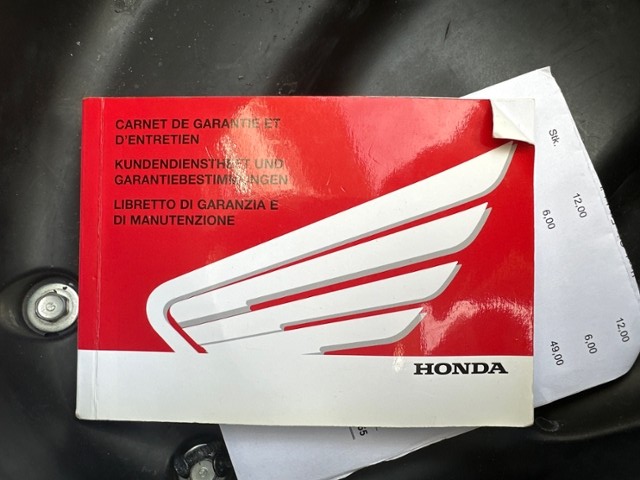 CARNET DE GARANTIE ET
D'ENTRETIEN
KUNDENDIENSTHEFT UND
GARANTIEBESTIMMUNGEN
LIBRETTO DI GARANZIA E
DI MANUTENZIONE
HONDA
Stk.
12,00
6,00
12,00
6,00
49,00